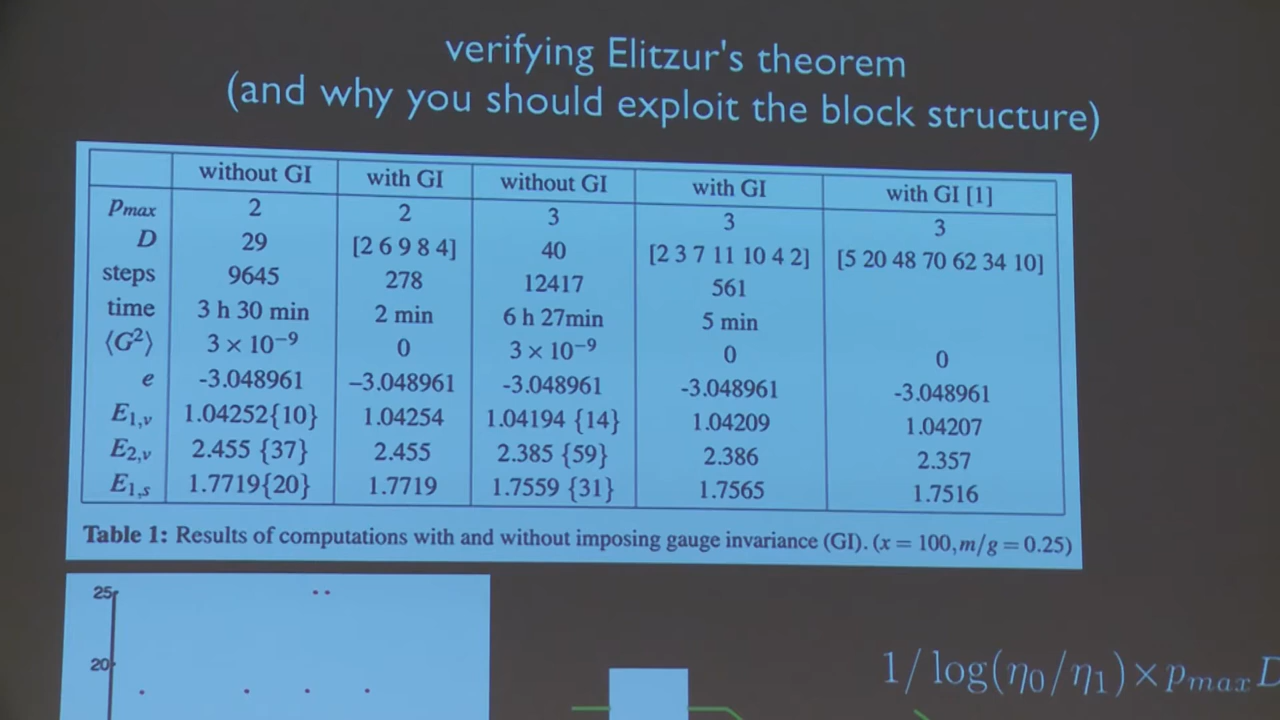 verifying Elitzur's theorem
(and why you should exploit the block structure)
without GI with GI without GI with GI with GI [1]
pmax 2 2 3 3 3
D 29 [2 6 9 8 4] 40 [2 3 7 11 10 4 2] [5 20 48 70 62 34 10]
steps 9645 278 12417 561
time 3 h 30 min 2 min 6 h 27min 5 min
⟨G²⟩ 3 × 10⁻⁹ 0 3 × 10⁻⁹ 0 0
e -3.048961 −3.048961 -3.048961 -3.048961 -3.048961
E1,v 1.04252{10} 1.04254 1.04194 {14} 1.04209 1.04207
E2,v 2.455 {37} 2.455 2.385 {59} 2.386 2.357
E1,s 1.7719{20} 1.7719 1.7559 {31} 1.7565 1.7516
Table 1: Results of computations with and without imposing gauge invariance (GI). (x = 100, m/g = 0.25)
25
20
1/ log(η0/η1) × pmax D